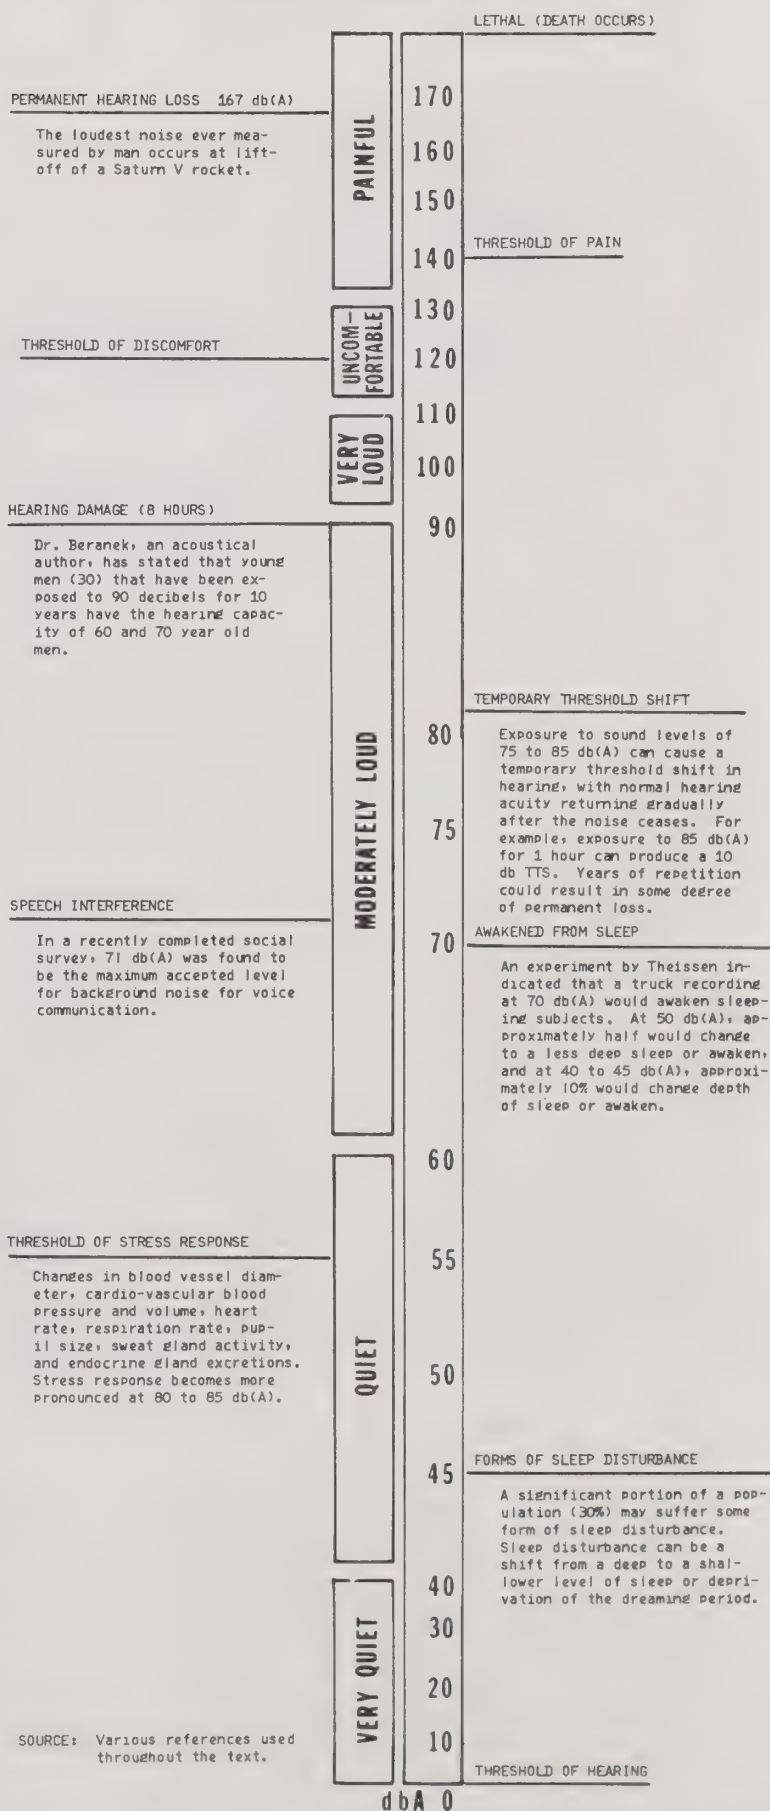 LETHAL (DEATH OCCURS)
PERMANENT HEARING LOSS 167 db(A)
The loudest noise ever mea-
sured by man occurs at lift-
off of a Saturn V rocket.
PAINFUL
170
160
150
THRESHOLD OF PAIN
140
130
THRESHOLD OF DISCOMFORT
UNCOM-
FORTABLE
120
110
VERY
LOUD
100
HEARING DAMAGE (8 HOURS)
90
Dr. Beranek, an acoustical
author, has stated that young
men (30) that have been ex-
posed to 90 decibels for 10
years have the hearing capac-
ity of 60 and 70 year old
men.
MODERATELY LOUD
TEMPORARY THRESHOLD SHIFT
80
Exposure to sound levels of
75 to 85 db(A) can cause a
temporary threshold shift in
hearing, with normal hearing
acuity returning gradually
after the noise ceases. For
example, exposure to 85 db(A)
for 1 hour can produce a 10
db TTS. Years of repetition
could result in some degree
of permanent loss.
75
SPEECH INTERFERENCE
In a recently completed social
survey, 71 db(A) was found to
be the maximum accepted level
for background noise for voice
communication.
70
AWAKENED FROM SLEEP
An experiment by Theissen in-
dicated that a truck recording
at 70 db(A) would awaken sleep-
ing subjects. At 50 db(A), ap-
proximately half would change
to a less deep sleep or awaken,
and at 40 to 45 db(A), approxi-
mately 10% would change depth
of sleep or awaken.
60
THRESHOLD OF STRESS RESPONSE
55
Changes in blood vessel diam-
eter, cardio-vascular blood
pressure and volume, heart
rate, respiration rate, pup-
il size, sweat gland activity,
and endocrine gland excretions.
Stress response becomes more
pronounced at 80 to 85 db(A).
QUIET
50
FORMS OF SLEEP DISTURBANCE
45
A significant portion of a pop-
ulation (30%) may suffer some
form of sleep disturbance.
Sleep disturbance can be a
shift from a deep to a shal-
lower level of sleep or depri-
vation of the dreaming period.
40
30
VERY QUIET
20
10
SOURCE: Various references used
throughout the text.
THRESHOLD OF HEARING
dbA 0